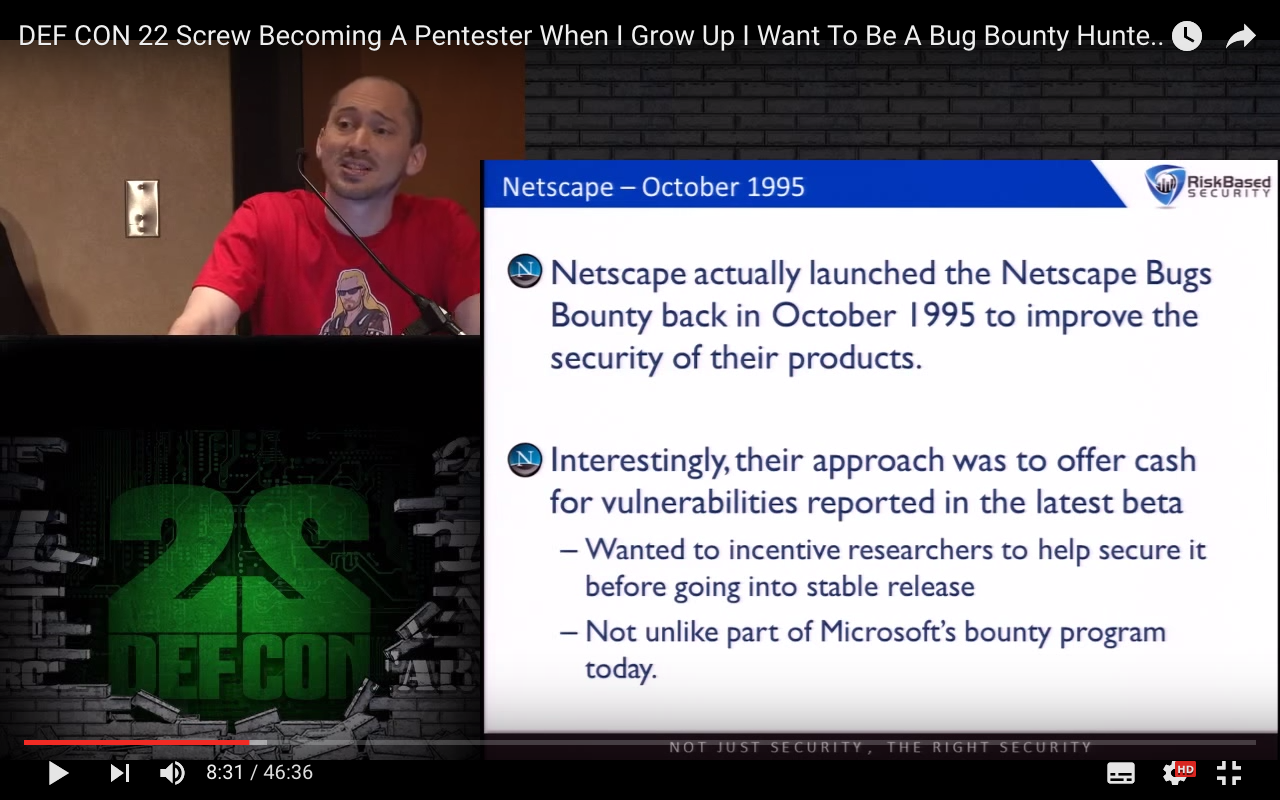 DEF CON 22 Screw Becoming A Pentester When I Grow Up I Want To Be A Bug Bounty Hunte..
Netscape – October 1995
RiskBased
SECURITY
N
Netscape actually launched the Netscape Bugs
Bounty back in October 1995 to improve the
security of their products.
N
Interestingly, their approach was to offer cash
for vulnerabilities reported in the latest beta
– Wanted to incentive researchers to help secure it
before going into stable release
– Not unlike part of Microsoft's bounty program
today.
22
DEFCON
NOT JUST SECURITY, THE RIGHT SECURITY
8:31 / 46:36
HD